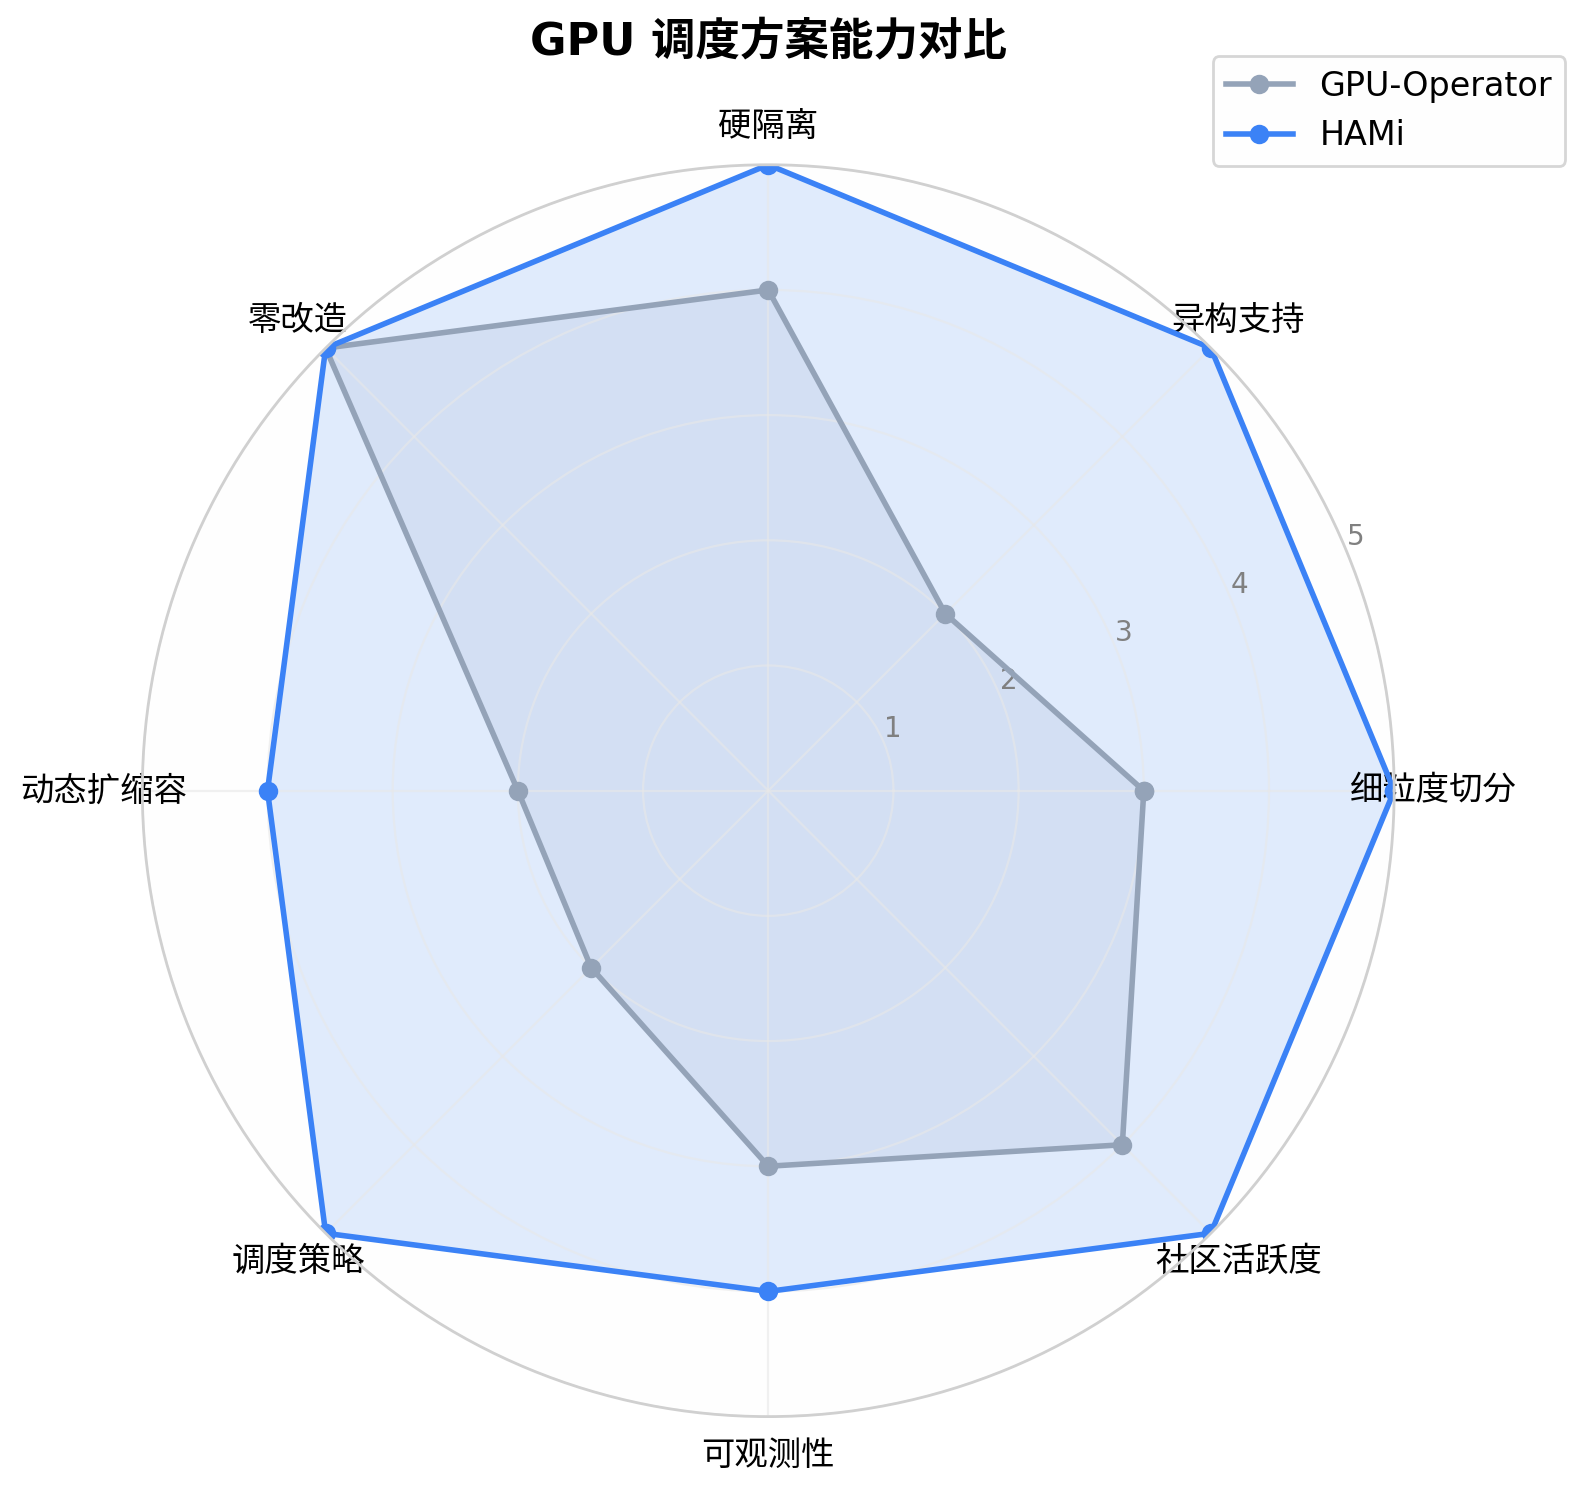 GPU 调度方案能力对比
GPU-Operator
HAMi
硬隔离
零改造
异构支持
5
4
3
2
1
动态扩缩容
细粒度切分
调度策略
社区活跃度
可观测性